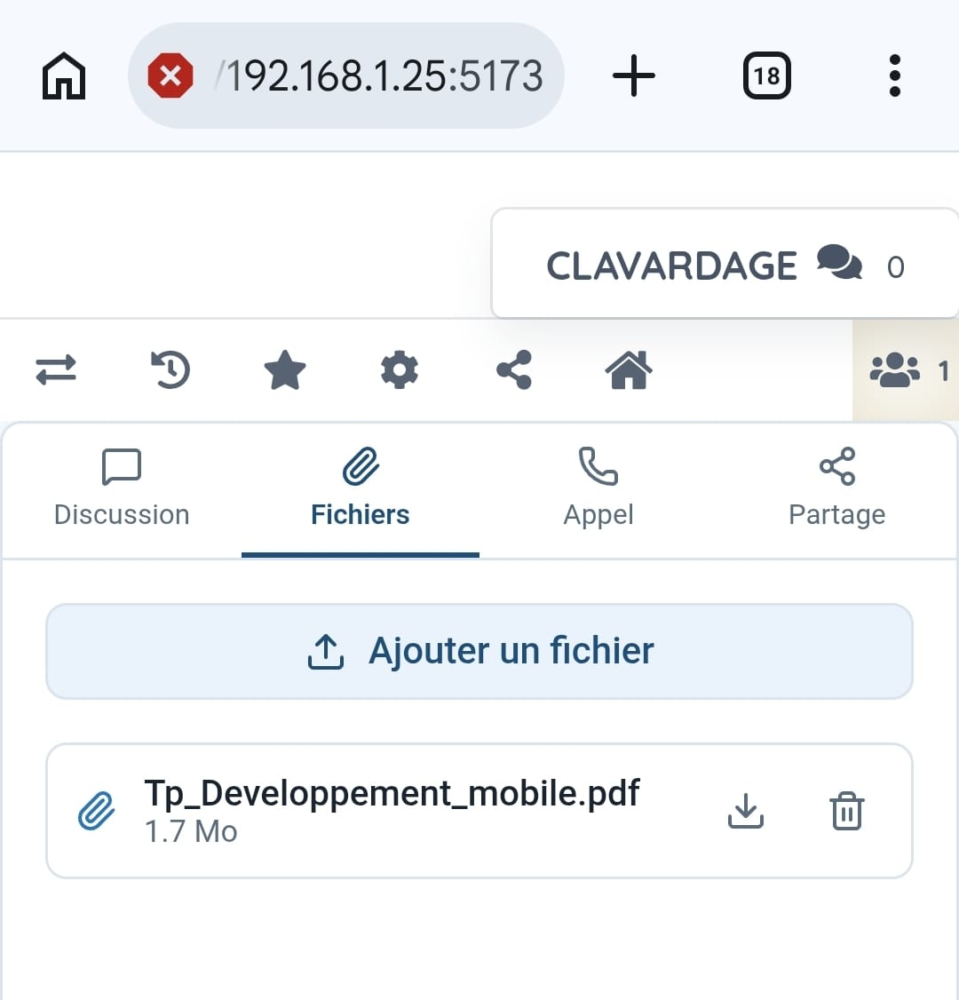 /192.168.1.25:5173
18
CLAVARDAGE 0
1
Discussion
Fichiers
Appel
Partage
Ajouter un fichier
Tp_Developpement_mobile.pdf
1.7 Mo